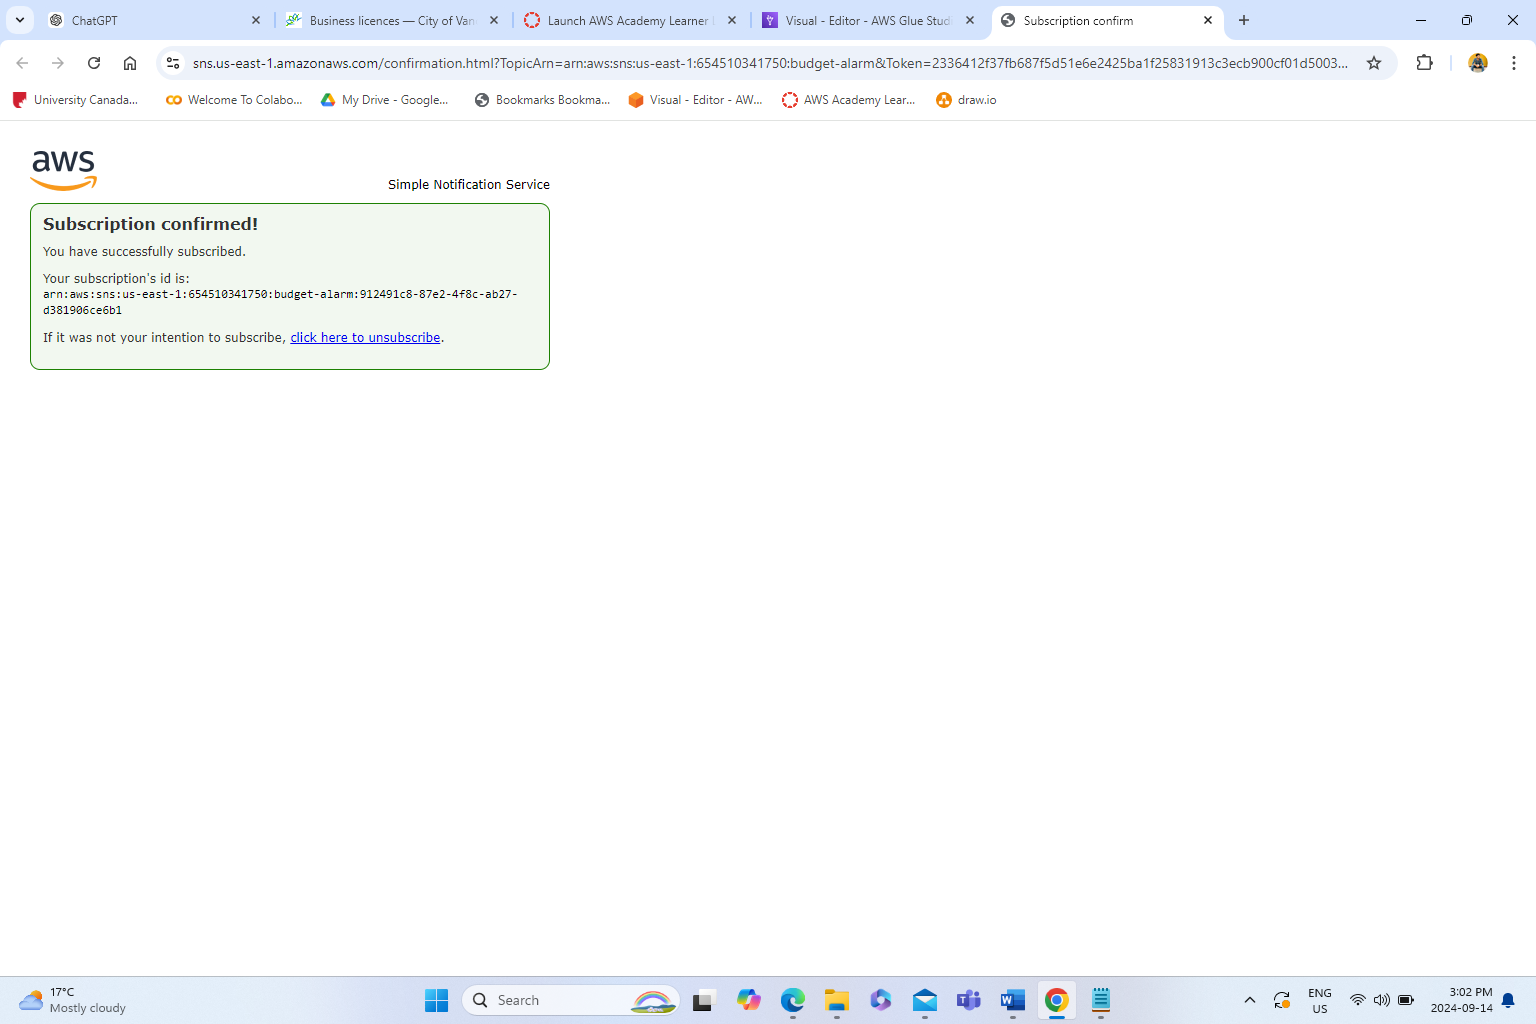 ChatGPT
Business licences — City of Van
Launch AWS Academy Learner
Visual - Editor - AWS Glue Stud
Subscription confirm
sns.us-east-1.amazonaws.com/confirmation.html?TopicArn=arn:aws:sns:us-east-1:654510341750:budget-alarm&Token=2336412f37fb687f5d51e6e2425ba1f25831913c3ecb900cf01d5003...
University Canada...
Welcome To Colabo...
My Drive - Google...
Bookmarks Bookma...
Visual - Editor - AW...
AWS Academy Lear...
draw.io
aws
Simple Notification Service
Subscription confirmed!
You have successfully subscribed.
Your subscription's id is:
arn:aws:sns:us-east-1:654510341750:budget-alarm:912491c8-87e2-4f8c-ab27-
d381906ce6b1
If it was not your intention to subscribe, click here to unsubscribe.
17°C
Mostly cloudy
Search
ENG
US
3:02 PM
2024-09-14